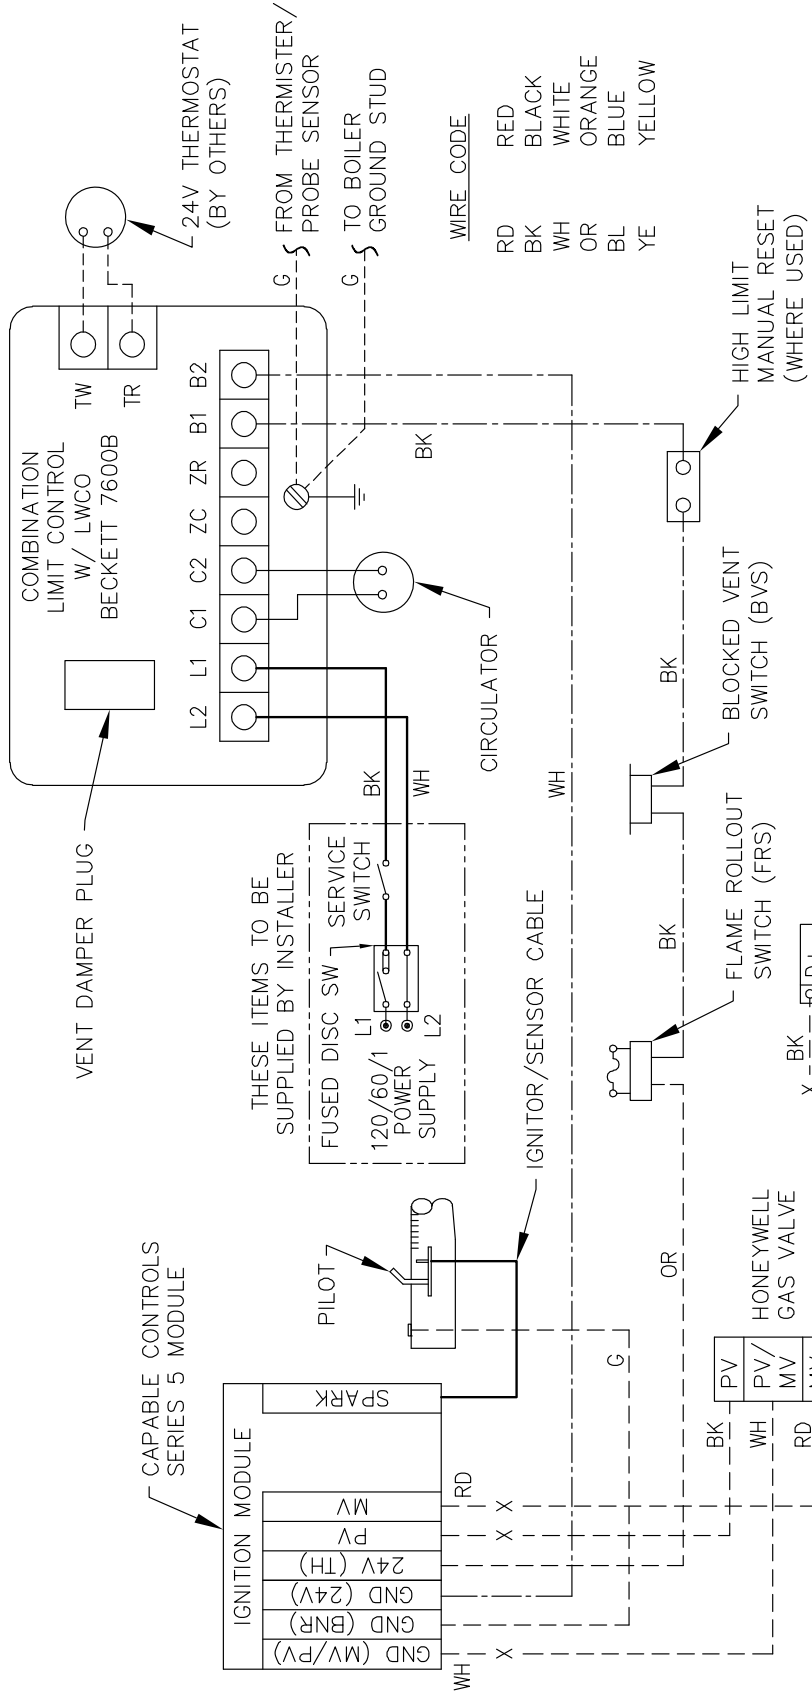 COMBINATION
LIMIT CONTROL
W/ LWCO
BECKETT 7600B
VENT DAMPER PLUG
TW
TR
24V THERMOSTAT
(BY OTHERS)
L2
L1
C1
C2
ZC
ZR
B1
B2
G
FROM THERMISTER/
PROBE SENSOR
G
TO BOILER
GROUND STUD
THESE ITEMS TO BE
SUPPLIED BY INSTALLER
FUSED DISC SW
SERVICE
SWITCH
L1
120/60/1
POWER
SUPPLY
L2
BK
WH
CIRCULATOR
BK
WIRE CODE
RD RED
BK BLACK
WH WHITE
OR ORANGE
BL BLUE
YE YELLOW
CAPABLE CONTROLS
SERIES 5 MODULE
IGNITION MODULE
GND (MV/PV)
GND (BNR)
GND (24V)
24V (TH)
PV
MV
SPARK
PILOT
IGNITOR/SENSOR CABLE
WH
RD
X
X
X
G
WH
OR
BK
BK
HIGH LIMIT
MANUAL RESET
(WHERE USED)
BLOCKED VENT
SWITCH (BVS)
FLAME ROLLOUT
SWITCH (FRS)
BK
WH
RD
PV
PV/
MV
HONEYWELL
GAS VALVE
X
BK